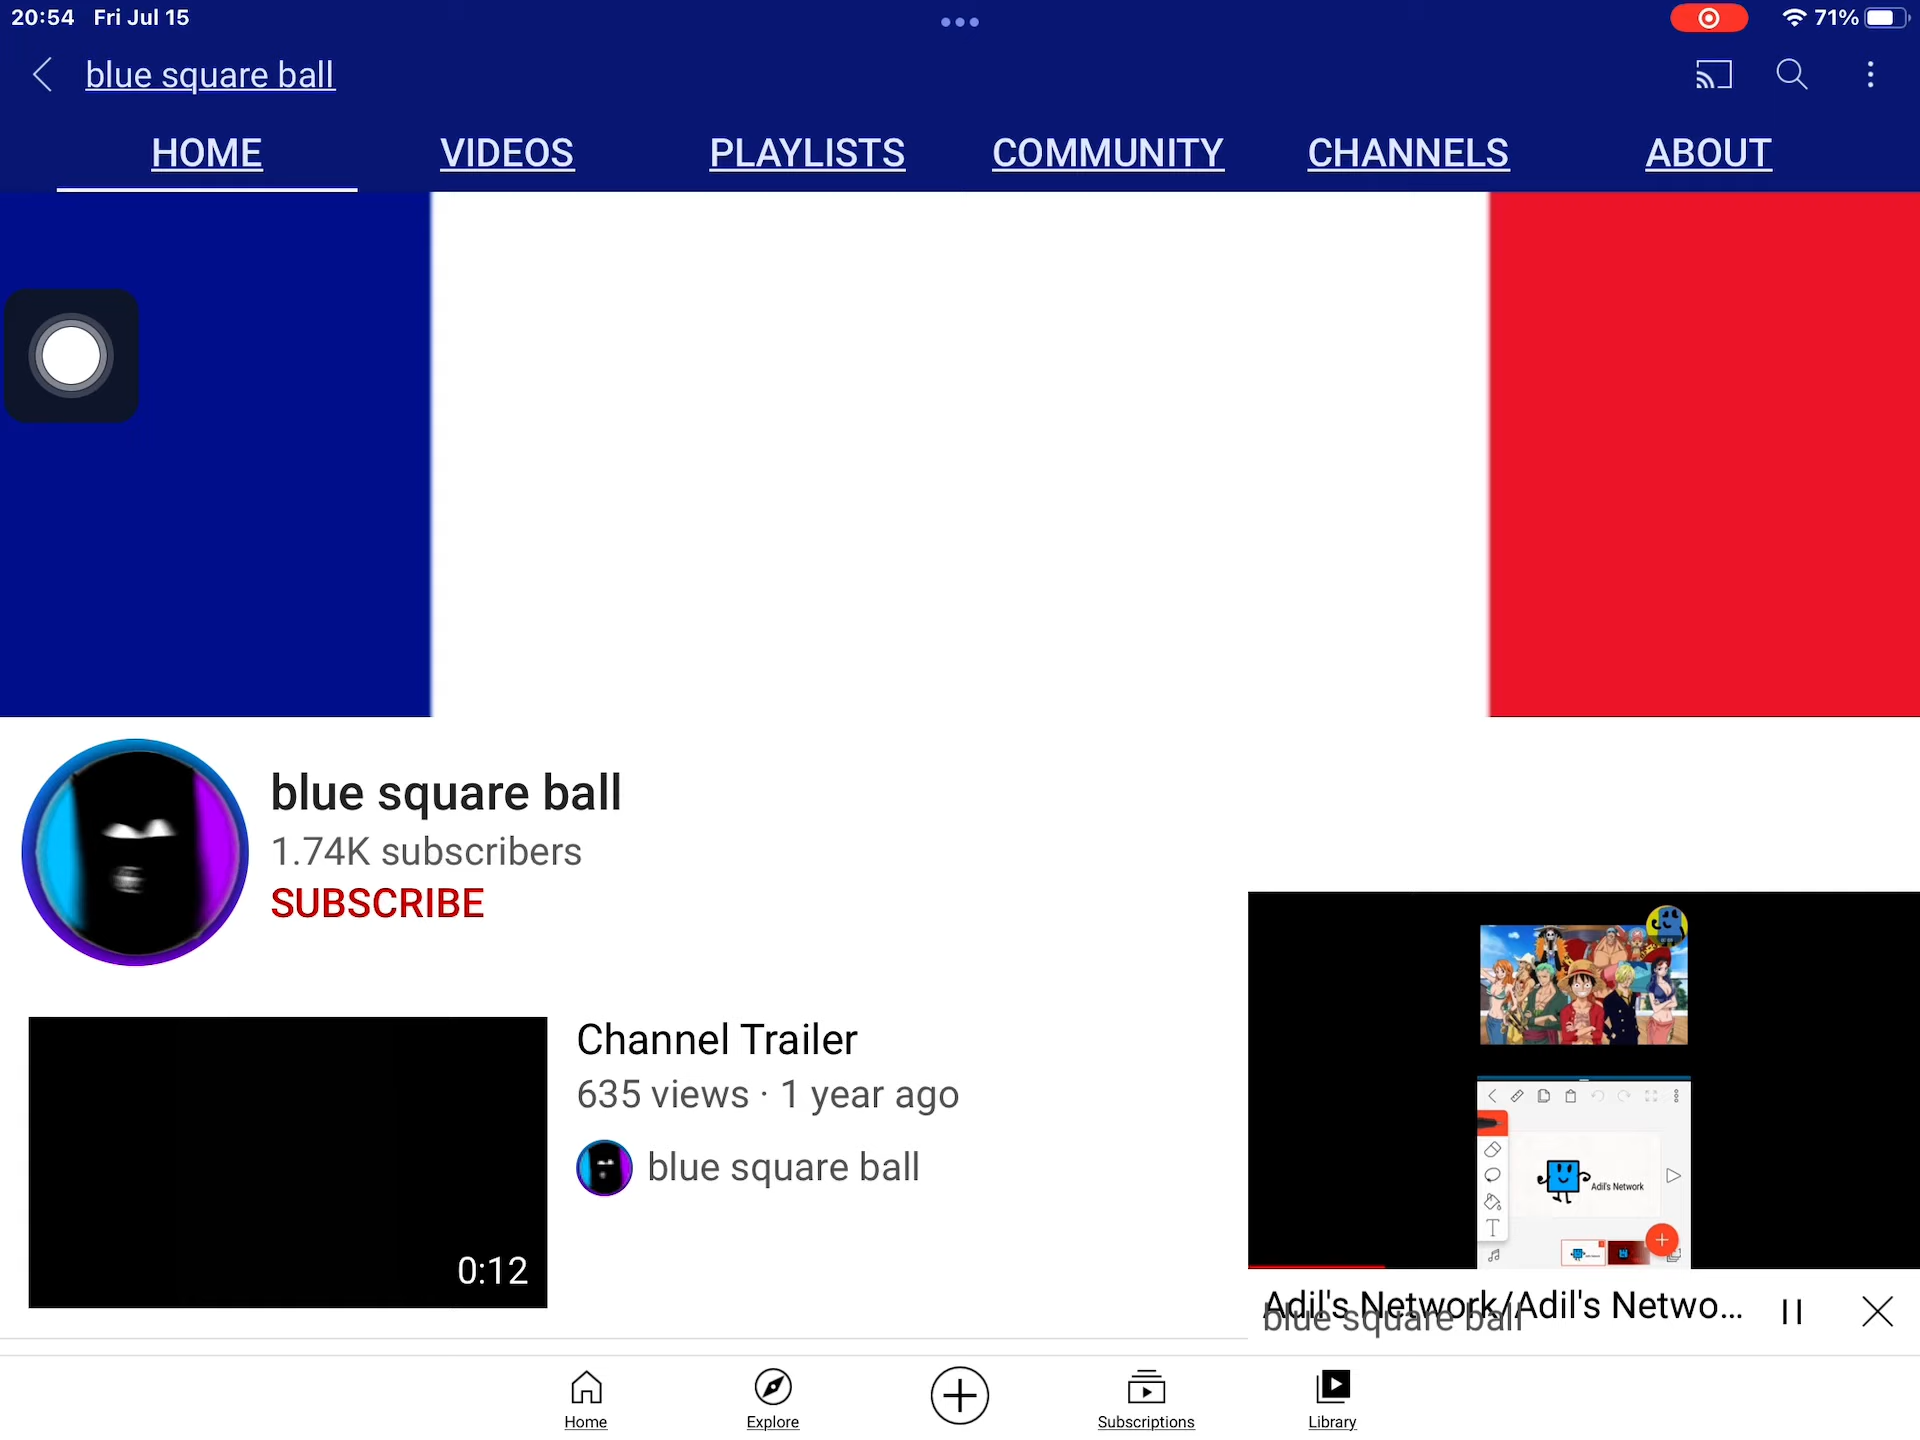 20:54 Fri Jul 15
71%
blue square ball
HOME VIDEOS PLAYLISTS COMMUNITY CHANNELS ABOUT
blue square ball
1.74K subscribers
SUBSCRIBE
Channel Trailer
635 views · 1 year ago
blue square ball
0:12
Adil's Network
T
Adil's Network/Adil's Netwo...
blue square ball
Home Explore Subscriptions Library